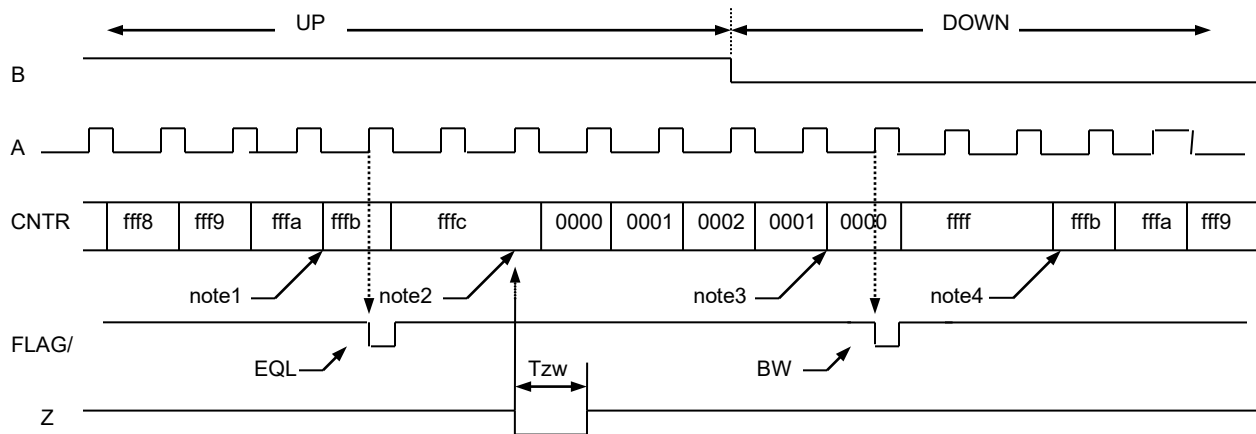 UP DOWN
B
A
CNTR fff8 fff9 fffa fffb fffc 0000 0001 0002 0001 0000 ffff fffb fffa fff9
note1 note2 note3 note4
FLAG/
EQL Tzw BW
Z